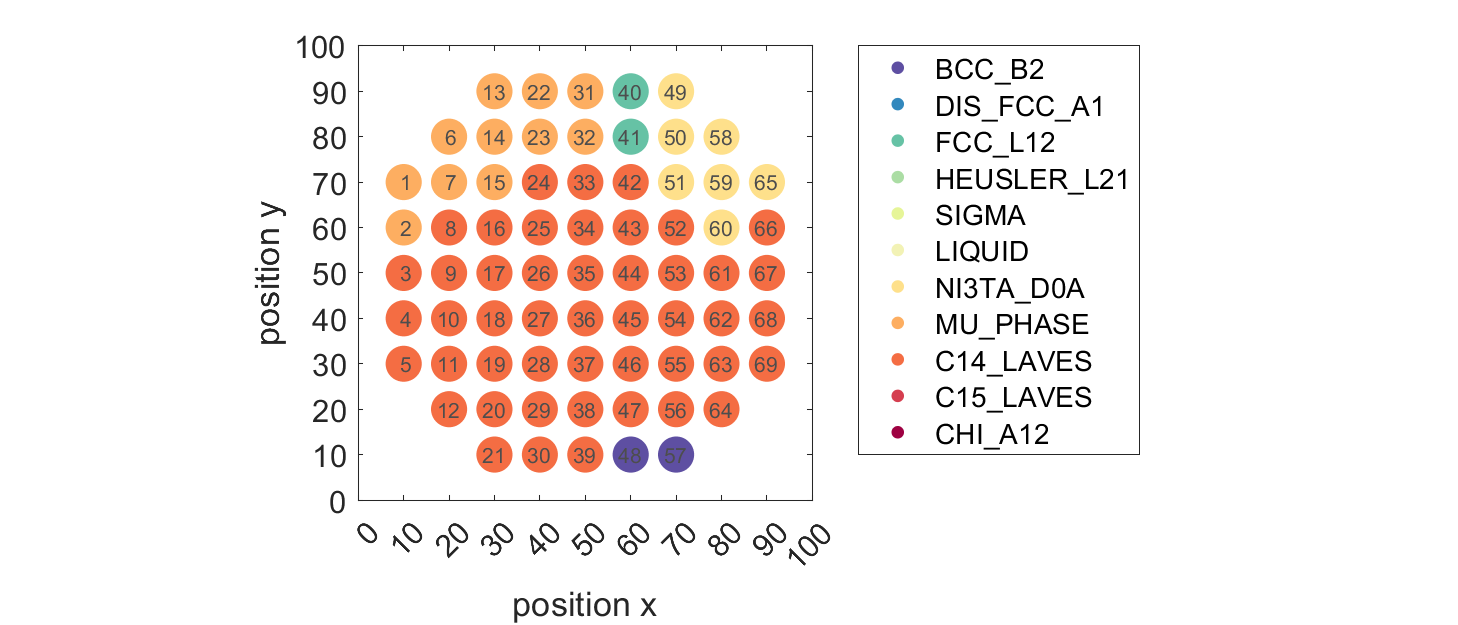 100
90
80
70
60
50
40
30
20
10
0
position y
13 22 31 40 49
6 14 23 32 41 50 58
1 7 15 24 33 42 51 59 65
2 8 16 25 34 43 52 60 66
3 9 17 26 35 44 53 61 67
4 10 18 27 36 45 54 62 68
5 11 19 28 37 46 55 63 69
12 20 29 38 47 56 64
21 30 39 48 57
0 10 20 30 40 50 60 70 80 90 100
position x
BCC_B2
DIS_FCC_A1
FCC_L12
HEUSLER_L21
SIGMA
LIQUID
NI3TA_D0A
MU_PHASE
C14_LAVES
C15_LAVES
CHI_A12